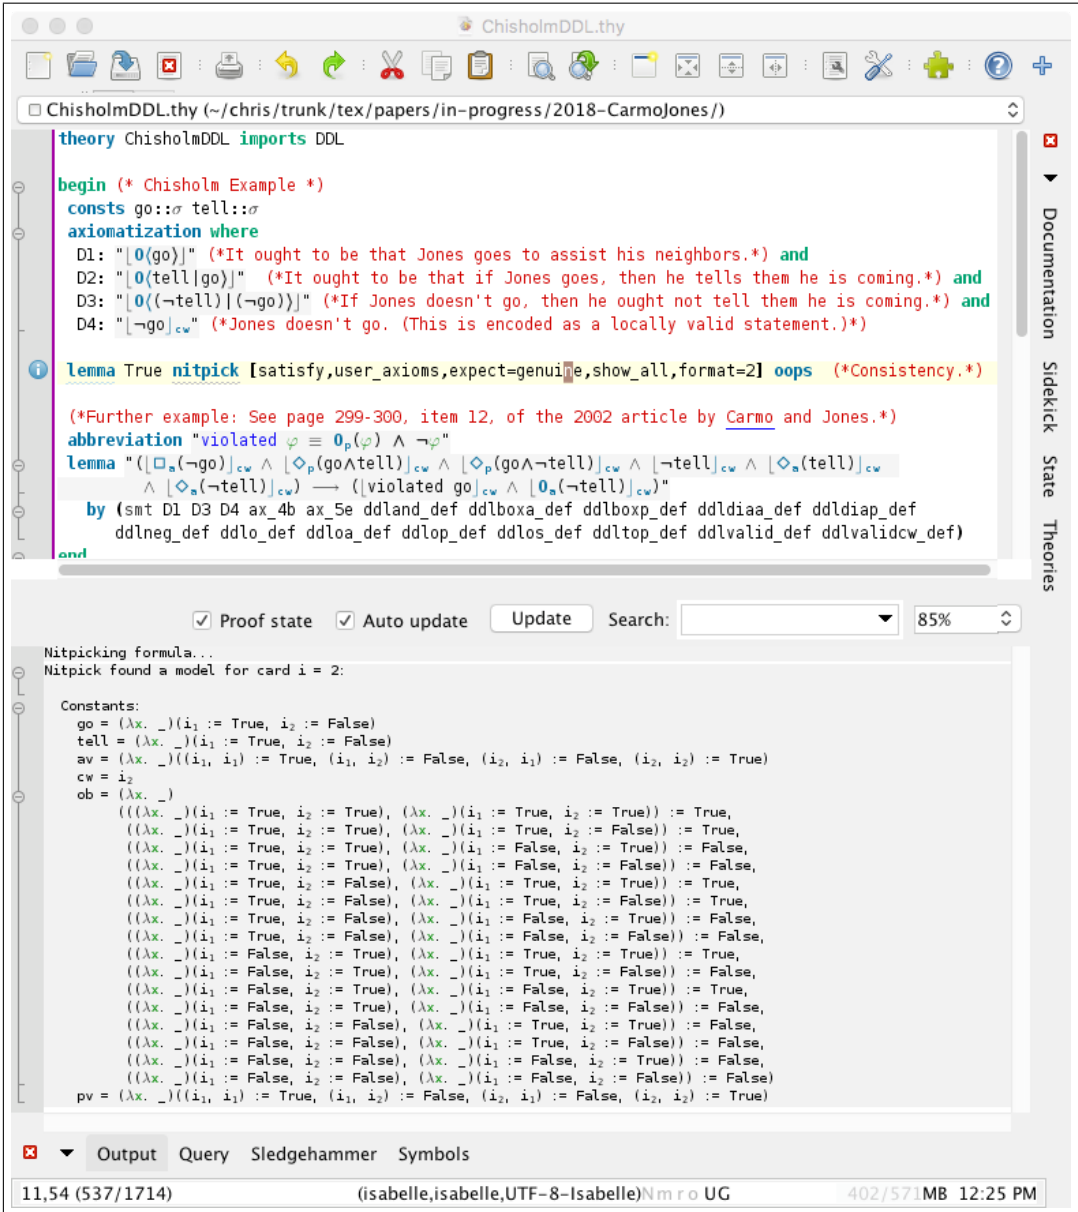 ChisholmDDL.thy
ChisholmDDL.thy (~/chris/trunk/tex/papers/in-progress/2018-CarmoJones/)
theory ChisholmDDL imports DDL
begin (* Chisholm Example *)
consts go::σ tell::σ
axiomatization where
D1: "⌊O⟨go⟩⌋" (*It ought to be that Jones goes to assist his neighbors.*) and
D2: "⌊O⟨tell|go⟩⌋" (*It ought to be that if Jones goes, then he tells them he is coming.*) and
D3: "⌊O⟨(¬tell)|(¬go)⟩⌋" (*If Jones doesn't go, then he ought not tell them he is coming.*) and
D4: "⌊¬go⌋cw" (*Jones doesn't go. (This is encoded as a locally valid statement.)*)
lemma True nitpick [satisfy,user_axioms,expect=genuine,show_all,format=2] oops (*Consistency.*)
(*Further example: See page 299-300, item 12, of the 2002 article by Carmo and Jones.*)
abbreviation "violated φ ≡ Oₚ(φ) ∧ ¬φ"
lemma "(⌊□ₐ(¬go)⌋cw ∧ ⌊◇ₚ(go∧tell)⌋cw ∧ ⌊◇ₚ(go∧¬tell)⌋cw ∧ ⌊¬tell⌋cw ∧ ⌊◇ₐ(tell)⌋cw
∧ ⌊◇ₐ(¬tell)⌋cw) ⟶ (⌊violated go⌋cw ∧ ⌊Oₐ(¬tell)⌋cw)"
by (smt D1 D3 D4 ax_4b ax_5e ddland_def ddlboxa_def ddlboxp_def ddldiaa_def ddldiap_def
ddlneg_def ddlo_def ddloa_def ddlop_def ddlos_def ddltop_def ddlvalid_def ddlvalidcw_def)
end
Documentation
Sidekick
State
Theories
Proof state Auto update Update Search: 85%
Nitpicking formula...
Nitpick found a model for card i = 2:
Constants:
go = (λx. _)(i₁ := True, i₂ := False)
tell = (λx. _)(i₁ := True, i₂ := False)
av = (λx. _)((i₁, i₁) := True, (i₁, i₂) := False, (i₂, i₁) := False, (i₂, i₂) := True)
cw = i₂
ob = (λx. _)
(((λx. _)(i₁ := True, i₂ := True), (λx. _)(i₁ := True, i₂ := True)) := True,
((λx. _)(i₁ := True, i₂ := True), (λx. _)(i₁ := True, i₂ := False)) := True,
((λx. _)(i₁ := True, i₂ := True), (λx. _)(i₁ := False, i₂ := True)) := False,
((λx. _)(i₁ := True, i₂ := True), (λx. _)(i₁ := False, i₂ := False)) := False,
((λx. _)(i₁ := True, i₂ := False), (λx. _)(i₁ := True, i₂ := True)) := True,
((λx. _)(i₁ := True, i₂ := False), (λx. _)(i₁ := True, i₂ := False)) := True,
((λx. _)(i₁ := True, i₂ := False), (λx. _)(i₁ := False, i₂ := True)) := False,
((λx. _)(i₁ := True, i₂ := False), (λx. _)(i₁ := False, i₂ := False)) := False,
((λx. _)(i₁ := False, i₂ := True), (λx. _)(i₁ := True, i₂ := True)) := True,
((λx. _)(i₁ := False, i₂ := True), (λx. _)(i₁ := True, i₂ := False)) := False,
((λx. _)(i₁ := False, i₂ := True), (λx. _)(i₁ := False, i₂ := True)) := True,
((λx. _)(i₁ := False, i₂ := True), (λx. _)(i₁ := False, i₂ := False)) := False,
((λx. _)(i₁ := False, i₂ := False), (λx. _)(i₁ := True, i₂ := True)) := False,
((λx. _)(i₁ := False, i₂ := False), (λx. _)(i₁ := True, i₂ := False)) := False,
((λx. _)(i₁ := False, i₂ := False), (λx. _)(i₁ := False, i₂ := True)) := False,
((λx. _)(i₁ := False, i₂ := False), (λx. _)(i₁ := False, i₂ := False)) := False)
pv = (λx. _)((i₁, i₁) := True, (i₁, i₂) := False, (i₂, i₁) := False, (i₂, i₂) := True)
Output Query Sledgehammer Symbols
11,54 (537/1714) (isabelle,isabelle,UTF-8-Isabelle)N m r o UG 402/571MB 12:25 PM